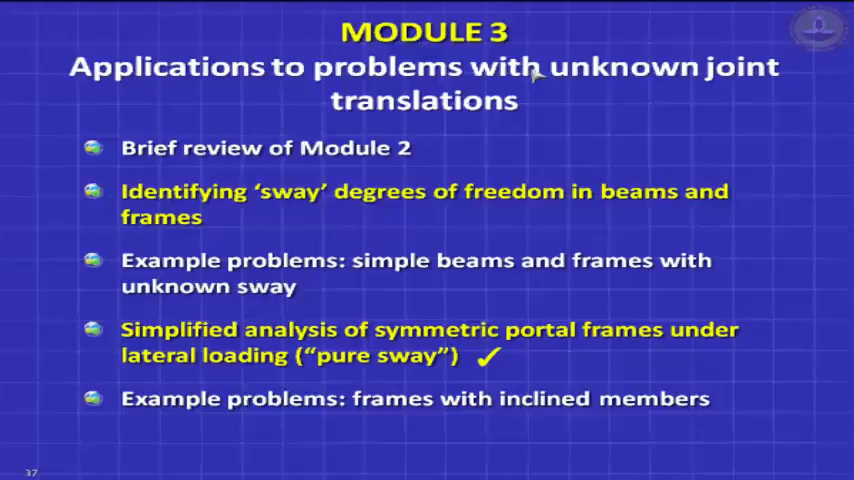 MODULE 3
Applications to problems with unknown joint
translations
Brief review of Module 2
Identifying ‘sway’ degrees of freedom in beams and
frames
Example problems: simple beams and frames with
unknown sway
Simplified analysis of symmetric portal frames under
lateral loading (“pure sway”) ✓
Example problems: frames with inclined members
37